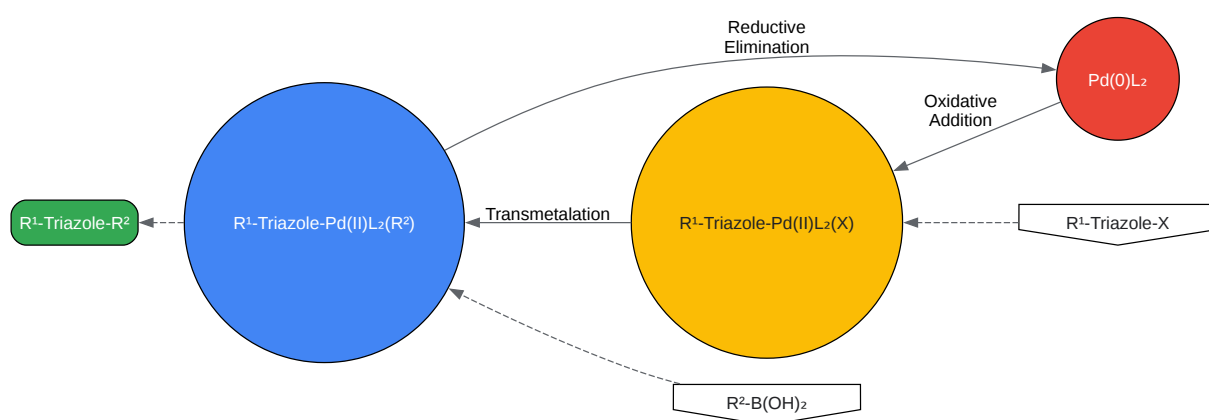 Reductive
Elimination
Pd(0)L₂
Oxidative
Addition
R¹-Triazole-R²
R¹-Triazole-Pd(II)L₂(R²)
Transmetalation
R¹-Triazole-Pd(II)L₂(X)
R¹-Triazole-X
R²-B(OH)₂